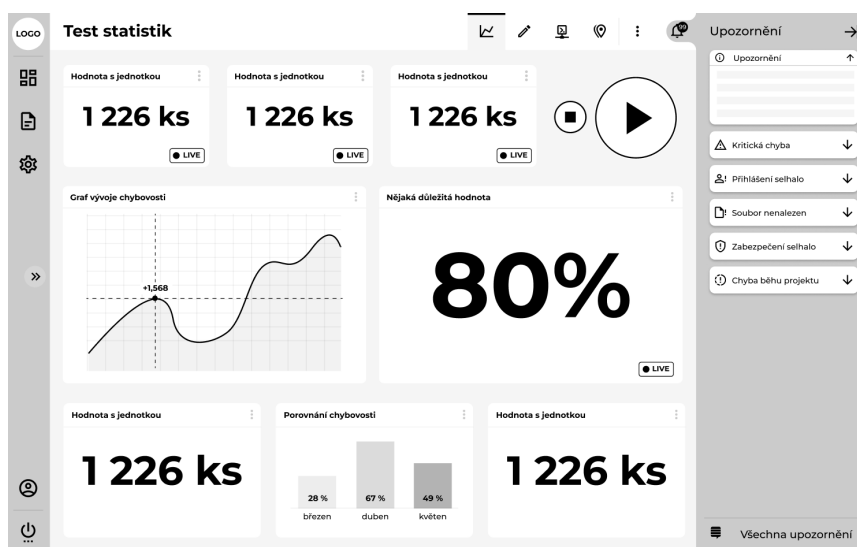 LOGO
Test statistik
99
Upozornění
Upozornění
Kritická chyba
Přihlášení selhalo
Soubor nenalezen
Zabezpečení selhalo
Chyba běhu projektu
Všechna upozornění
Hodnota s jednotkou
1 226 ks
LIVE
Hodnota s jednotkou
1 226 ks
LIVE
Hodnota s jednotkou
1 226 ks
LIVE
Graf vývoje chybovosti
+1,568
Nějaká důležitá hodnota
80%
LIVE
Hodnota s jednotkou
1 226 ks
Porovnání chybovosti
28 %
67 %
49 %
březen
duben
květen
Hodnota s jednotkou
1 226 ks